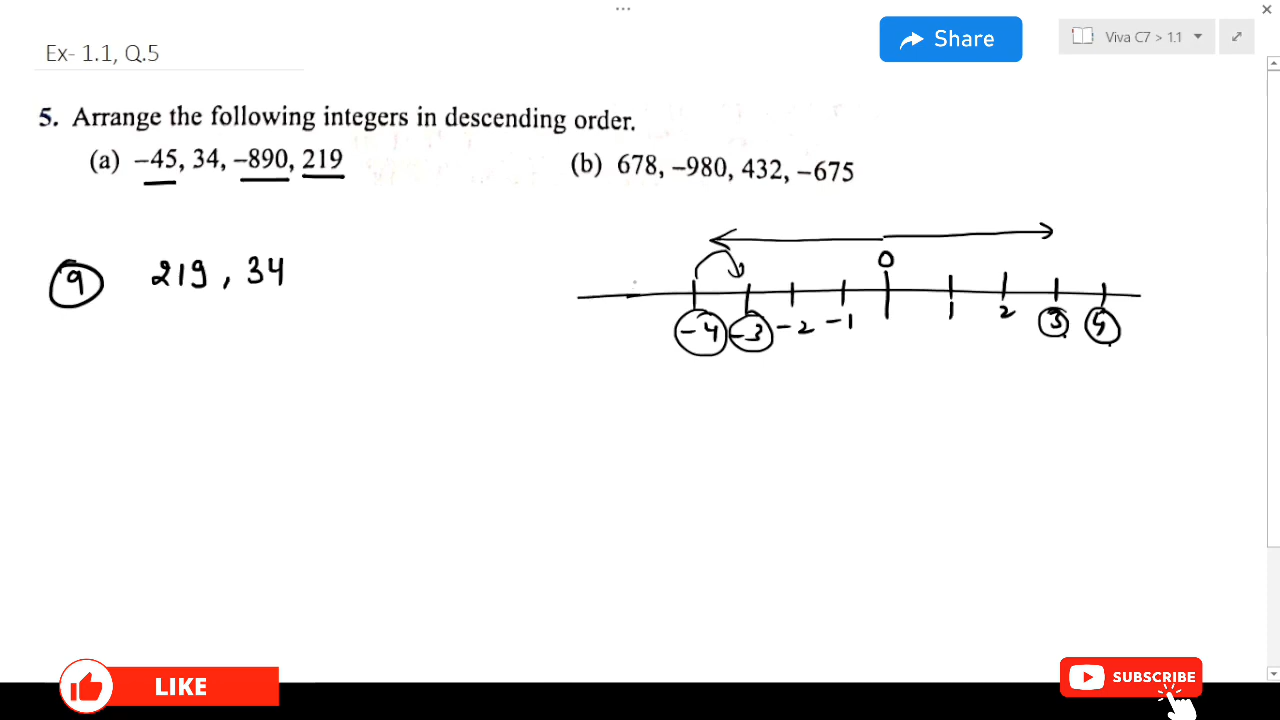 Share
Viva C7 > 1.1
Ex- 1.1, Q.5
5. Arrange the following integers in descending order.
(a) –45, 34, –890, 219
(b) 678, –980, 432, –675
a 219, 34
0
-4 -3 -2 -1 1 2 3 4
LIKE
SUBSCRIBE